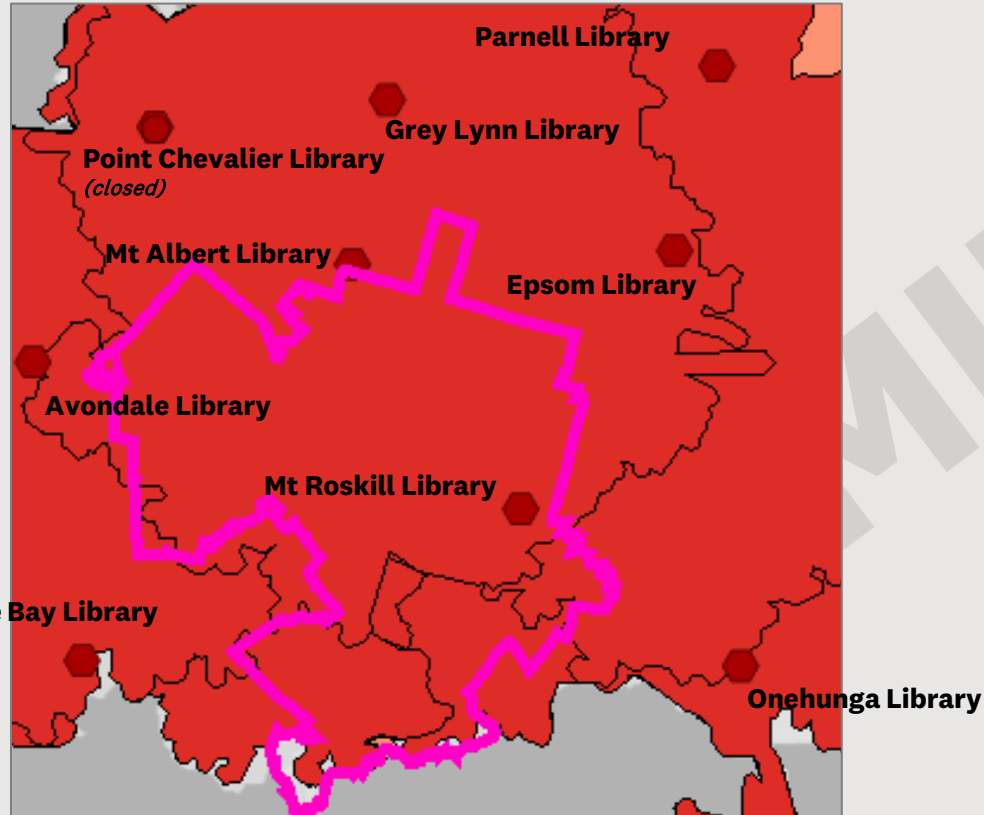 Parnell Library
Grey Lynn Library
Point Chevalier Library
(closed)
Mt Albert Library
Epsom Library
Avondale Library
Mt Roskill Library
Bay Library
Onehunga Library